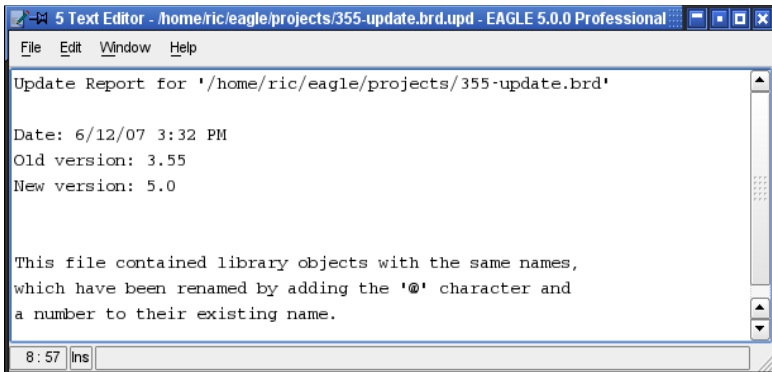 5 Text Editor - /home/ric/eagle/projects/355-update.brd.upd - EAGLE 5.0.0 Professional
File Edit Window Help
Update Report for '/home/ric/eagle/projects/355-update.brd'
Date: 6/12/07 3:32 PM
Old version: 3.55
New version: 5.0
This file contained library objects with the same names,
which have been renamed by adding the '@' character and
a number to their existing name.
8:57 Ins